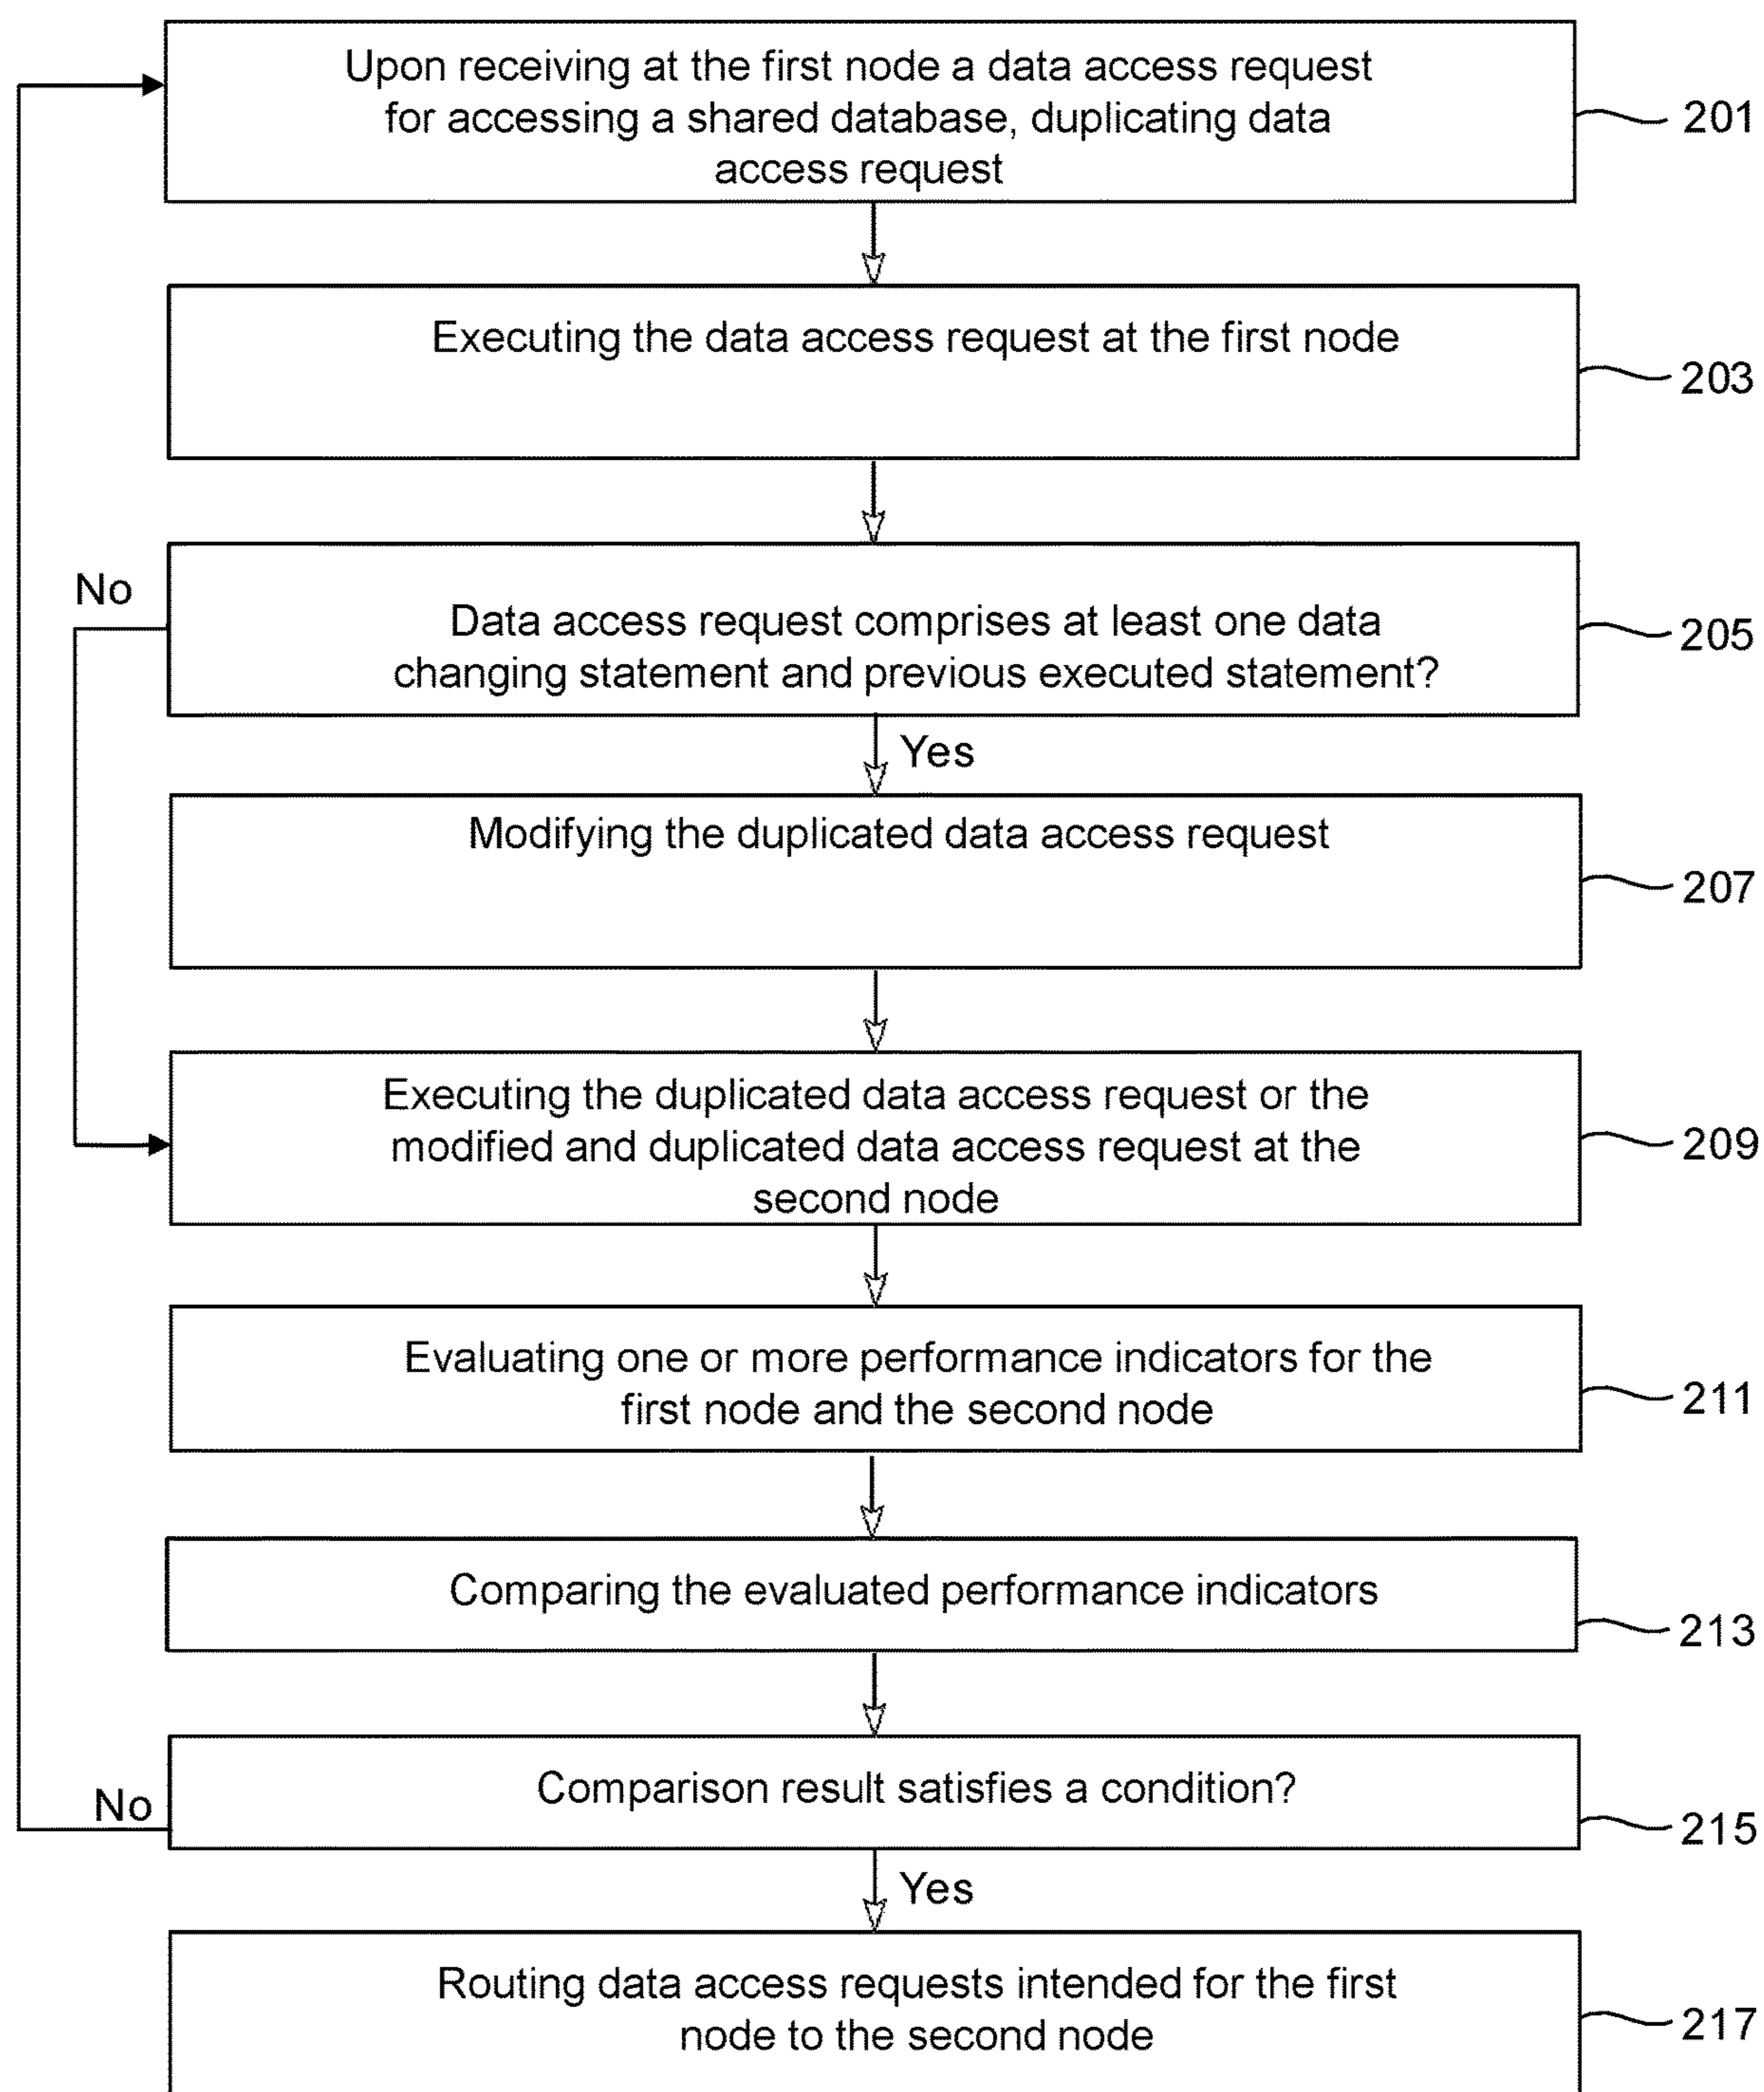 Upon receiving at the first node a data access request
for accessing a shared database, duplicating data
access request
201
Executing the data access request at the first node
203
No
Data access request comprises at least one data
changing statement and previous executed statement?
205
Yes
Modifying the duplicated data access request
207
Executing the duplicated data access request or the
modified and duplicated data access request at the
second node
209
Evaluating one or more performance indicators for the
first node and the second node
211
Comparing the evaluated performance indicators
213
Comparison result satisfies a condition?
No
215
Yes
Routing data access requests intended for the first
node to the second node
217